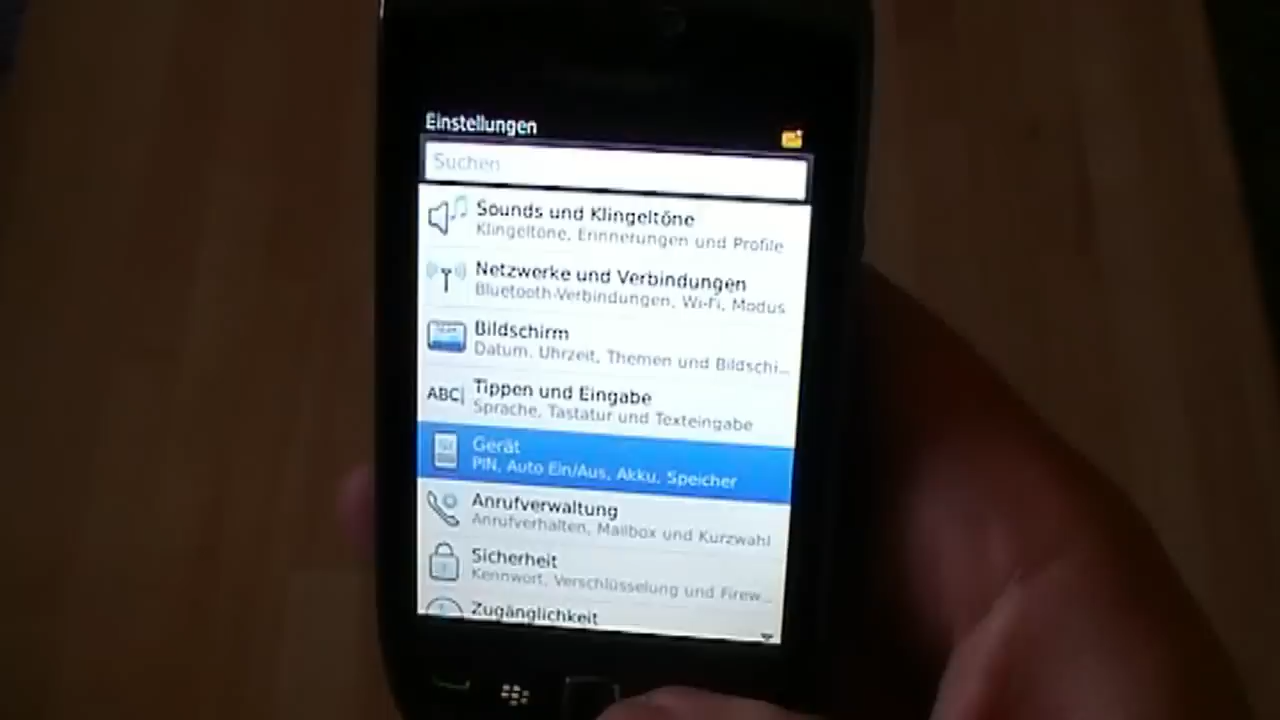 Einstellungen
Suchen
Sounds und Klingeltöne
Klingeltöne, Erinnerungen und Profile
Netzwerke und Verbindungen
Bluetooth-Verbindungen, Wi-Fi, Modus
Bildschirm
Datum, Uhrzeit, Themen und Bildschi...
ABC
Tippen und Eingabe
Sprache, Tastatur und Texteingabe
Gerät
PIN, Auto Ein/Aus, Akku, Speicher
Anrufverwaltung
Anrufverhalten, Mailbox und Kurzwahl
Sicherheit
Kennwort, Verschlüsselung und Firew...
Zugänglichkeit